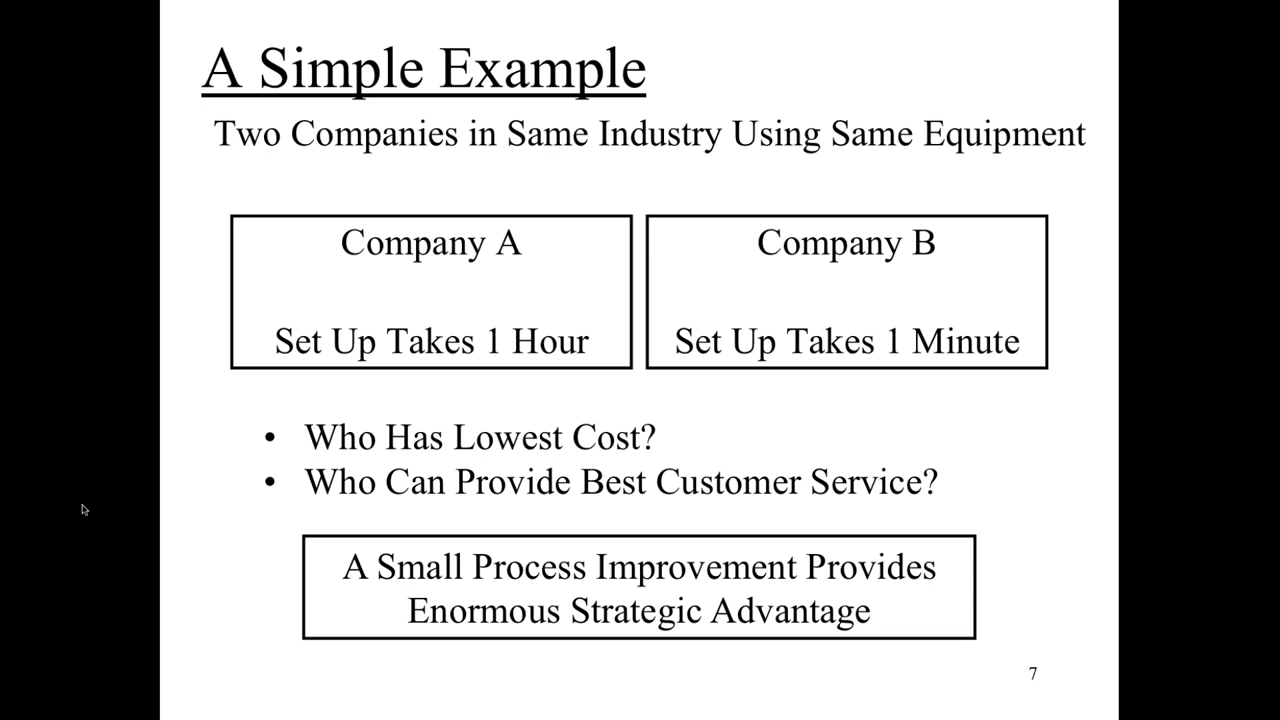 A Simple Example
Two Companies in Same Industry Using Same Equipment
Company A
Set Up Takes 1 Hour
Company B
Set Up Takes 1 Minute
• Who Has Lowest Cost?
• Who Can Provide Best Customer Service?
A Small Process Improvement Provides
Enormous Strategic Advantage
7